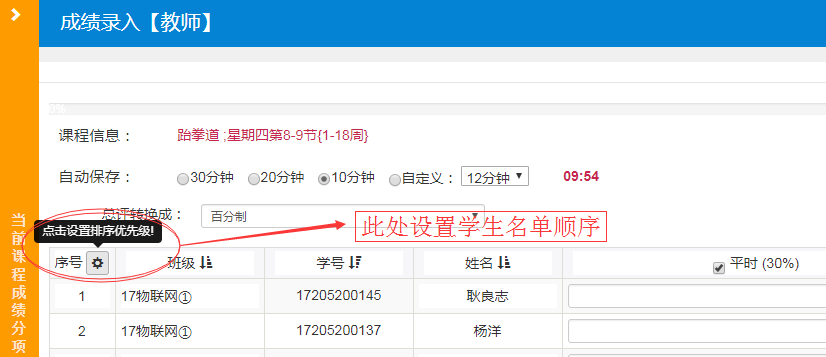 成绩录入【教师】
课程信息： 跆拳道 ;星期四第8-9节{1-18周}
自动保存： 30分钟 20分钟 10分钟 自定义： 12分钟 09:54
总评转换成： 百分制
点击设置排序优先级!
此处设置学生名单顺序
序号 班级 学号 姓名 平时 (30%)
1 17物联网① 17205200145 耿良志
2 17物联网① 17205200137 杨洋
当前课程成绩分项